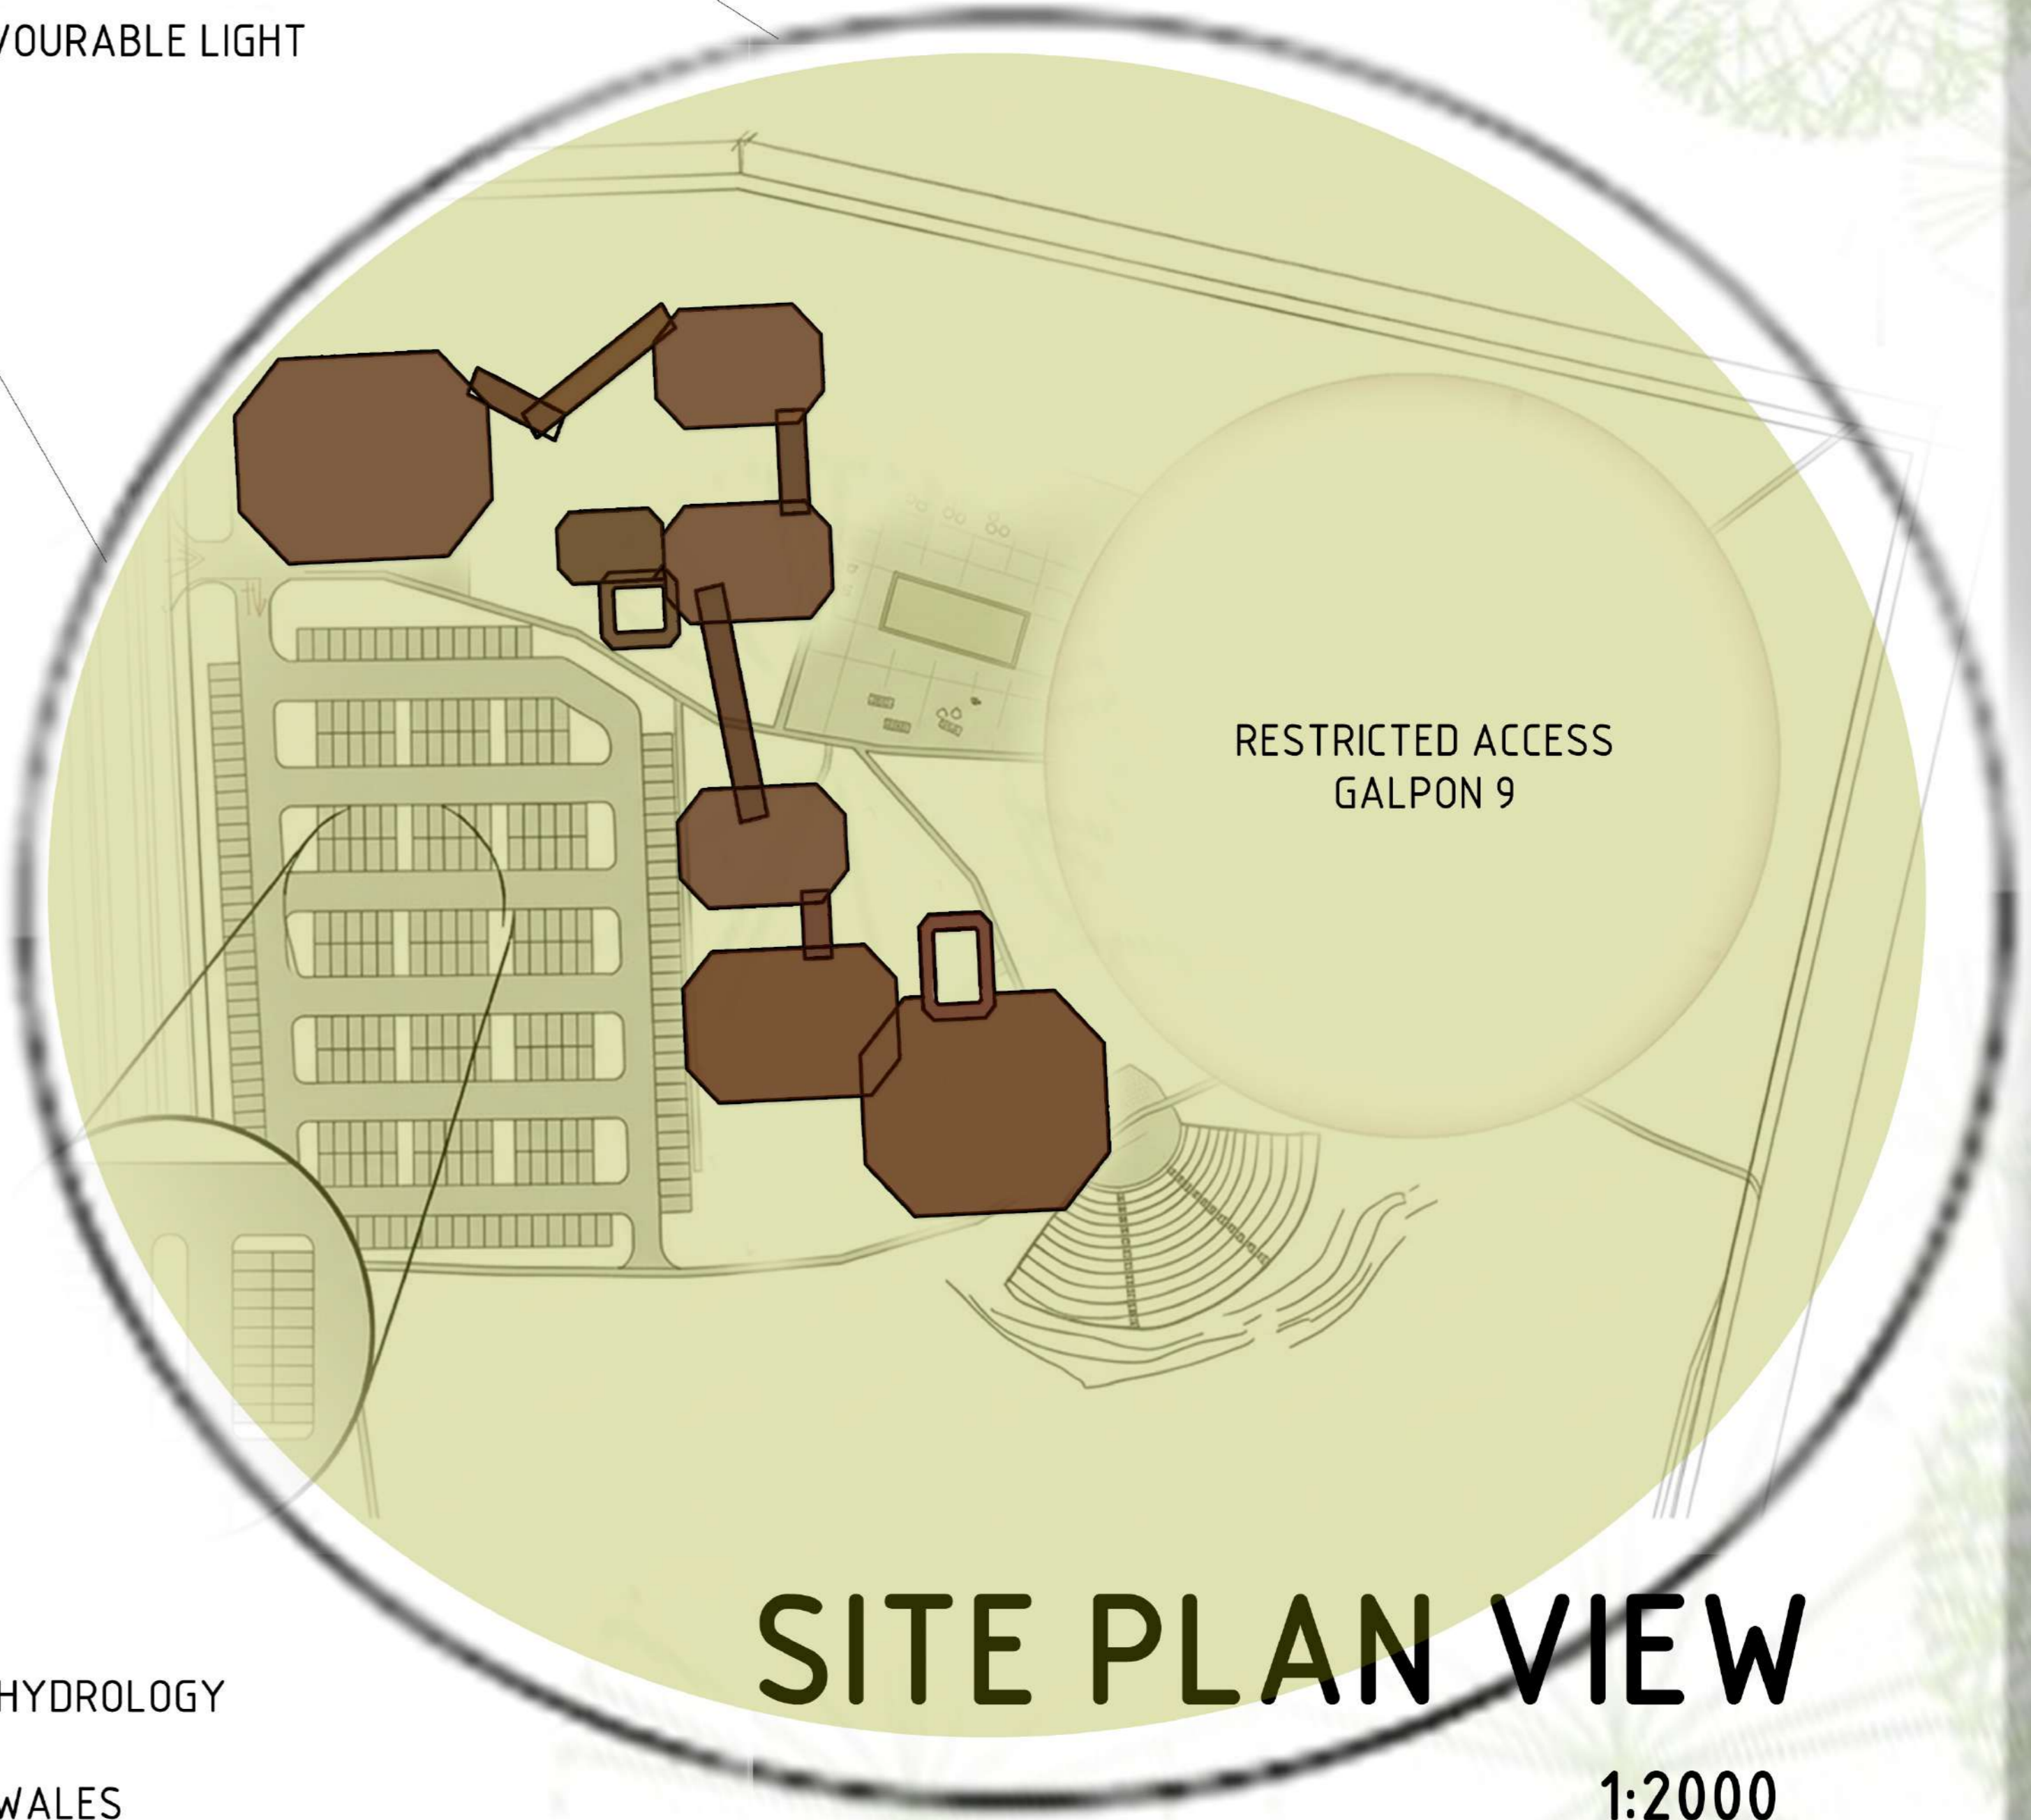 VOURABLE LIGHT
RESTRICTED ACCESS
GALPON 9
HYDROLOGY
SITE PLAN VIEW
WALES
1:2000